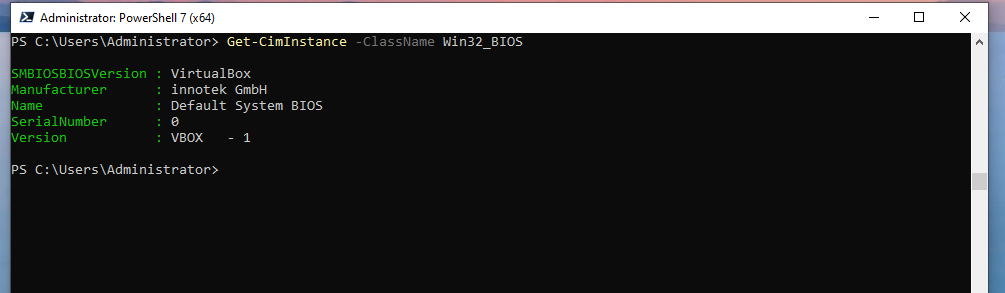 Administrator: PowerShell 7 (x64)
PS C:\Users\Administrator> Get-CimInstance -ClassName Win32_BIOS
SMBIOSBIOSVersion : VirtualBox
Manufacturer      : innotek GmbH
Name              : Default System BIOS
SerialNumber      : 0
Version           : VBOX   - 1
PS C:\Users\Administrator>